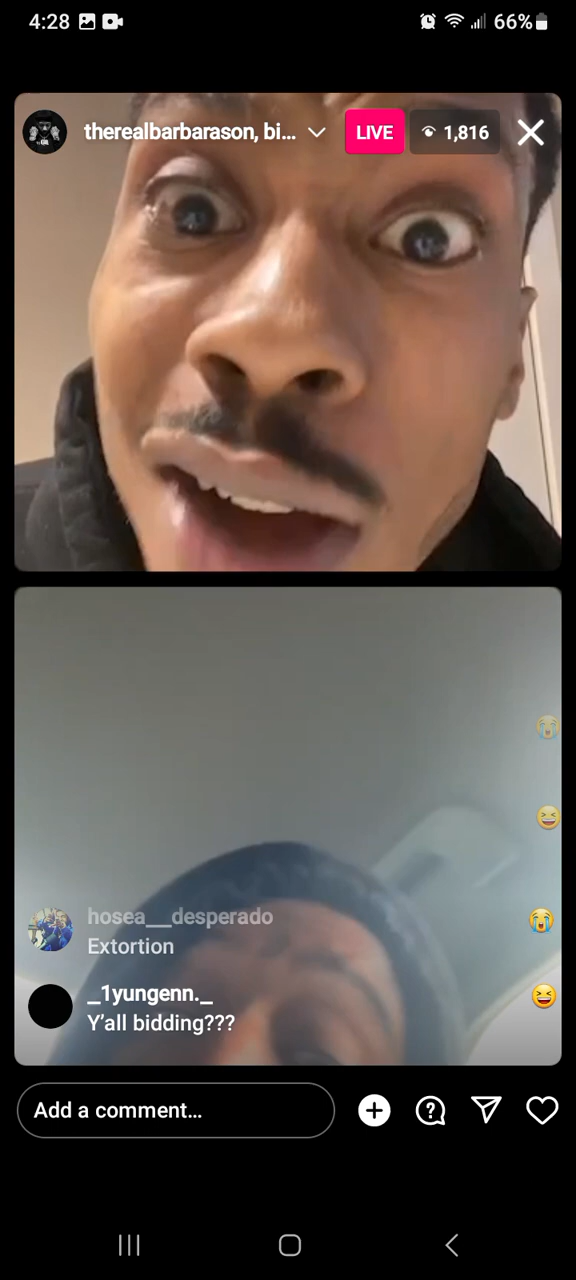 4:28
66%
therealbarbarason, bi...
LIVE
1,816
hosea__desperado
Extortion
_1yungenn._
Y'all bidding???
Add a comment...